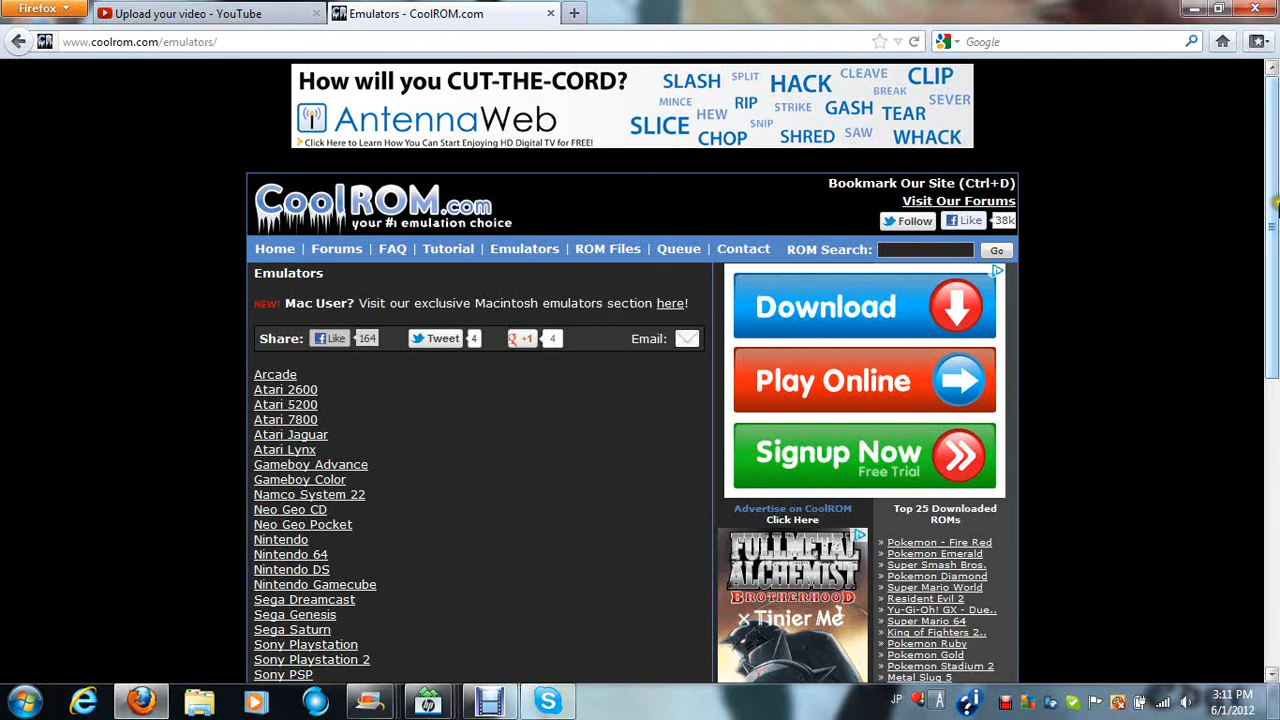 Firefox
Upload your video - YouTube
Emulators - CoolROM.com
www.coolrom.com/emulators/
Google
How will you CUT-THE-CORD?
AntennaWeb
Click Here to Learn How You Can Start Enjoying HD Digital TV for FREE!
SLASH SPLIT HACK CLEAVE CLIP
MINCE RIP STRIKE BREAK SEVER
HEW GASH TEAR
SLICE SNIP
CHOP SHRED SAW WHACK
CoolROM.com
your #1 emulation choice
Bookmark Our Site (Ctrl+D)
Visit Our Forums
Follow Like 38k
Home | Forums | FAQ | Tutorial | Emulators | ROM Files | Queue | Contact ROM Search: Go
Emulators
NEW! Mac User? Visit our exclusive Macintosh emulators section here!
Share: Like 164 Tweet 4 +1 4 Email:
Arcade
Atari 2600
Atari 5200
Atari 7800
Atari Jaguar
Atari Lynx
Gameboy Advance
Gameboy Color
Namco System 22
Neo Geo CD
Neo Geo Pocket
Nintendo
Nintendo 64
Nintendo DS
Nintendo Gamecube
Sega Dreamcast
Sega Genesis
Sega Saturn
Sony Playstation
Sony Playstation 2
Sony PSP
Download
Play Online
Signup Now
Free Trial
Advertise on CoolROM
Click Here
FULLMETAL
ALCHEMIST
BROTHERHOOD
× Tinier Me
Top 25 Downloaded
ROMs
» Pokemon - Fire Red
» Pokemon Emerald
» Super Smash Bros.
» Pokemon Diamond
» Super Mario World
» Resident Evil 2
» Yu-Gi-Oh! GX - Due..
» Super Mario 64
» King of Fighters 2..
» Pokemon Ruby
» Pokemon Gold
» Pokemon Stadium 2
» Metal Slug 5
JP
A
3:11 PM
6/1/2012